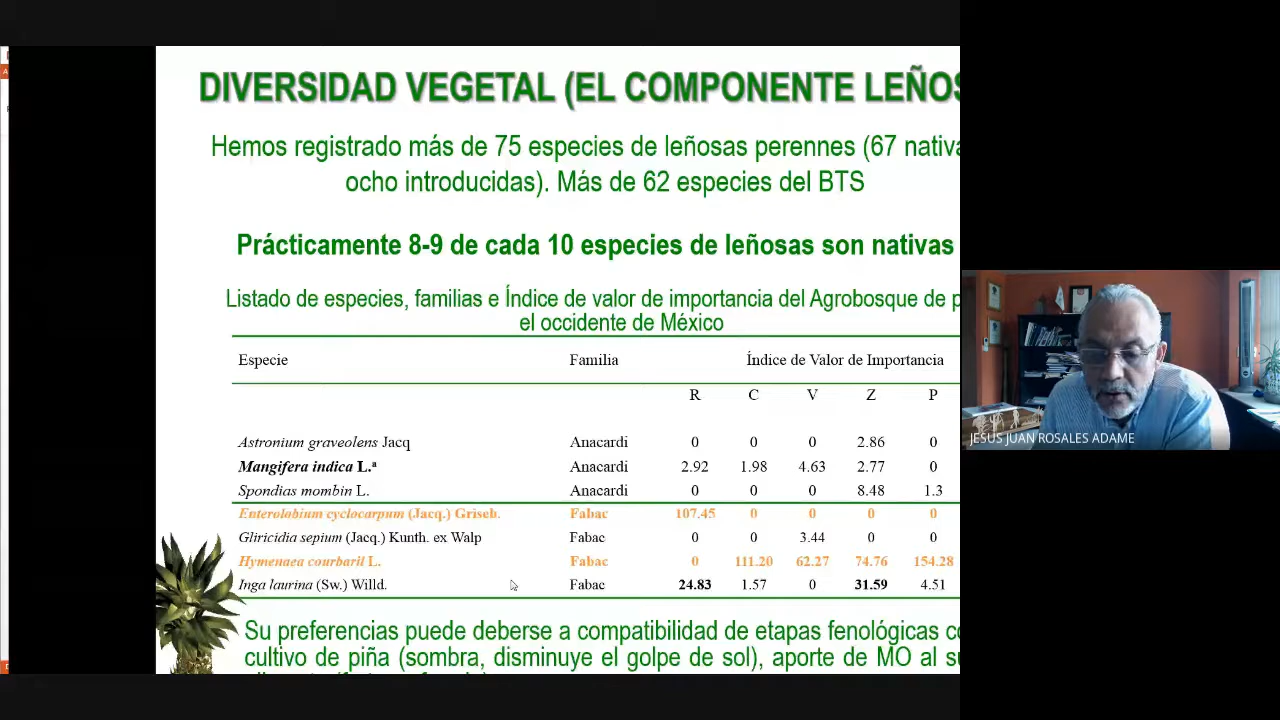 DIVERSIDAD VEGETAL (EL COMPONENTE LEÑOS
Hemos registrado más de 75 especies de leñosas perennes (67 nativa
ocho introducidas). Más de 62 especies del BTS
Prácticamente 8-9 de cada 10 especies de leñosas son nativas
Listado de especies, familias e Índice de valor de importancia del Agrobosque de p
el occidente de México
Especie Familia Índice de Valor de Importancia
R C V Z P
Astronium graveolens Jacq Anacardi 0 0 0 2.86 0
Mangifera indica L.ª Anacardi 2.92 1.98 4.63 2.77 0
Spondias mombin L. Anacardi 0 0 0 8.48 1.3
Enterolobium cyclocarpum (Jacq.) Griseb. Fabac 107.45 0 0 0 0
Gliricidia sepium (Jacq.) Kunth. ex Walp Fabac 0 0 3.44 0 0
Hymenaea courbaril L. Fabac 0 111.20 62.27 74.76 154.28
Inga laurina (Sw.) Willd. Fabac 24.83 1.57 0 31.59 4.51
Su preferencias puede deberse a compatibilidad de etapas fenológicas co
cultivo de piña (sombra, disminuye el golpe de sol), aporte de MO al su
JESUS JUAN ROSALES ADAME